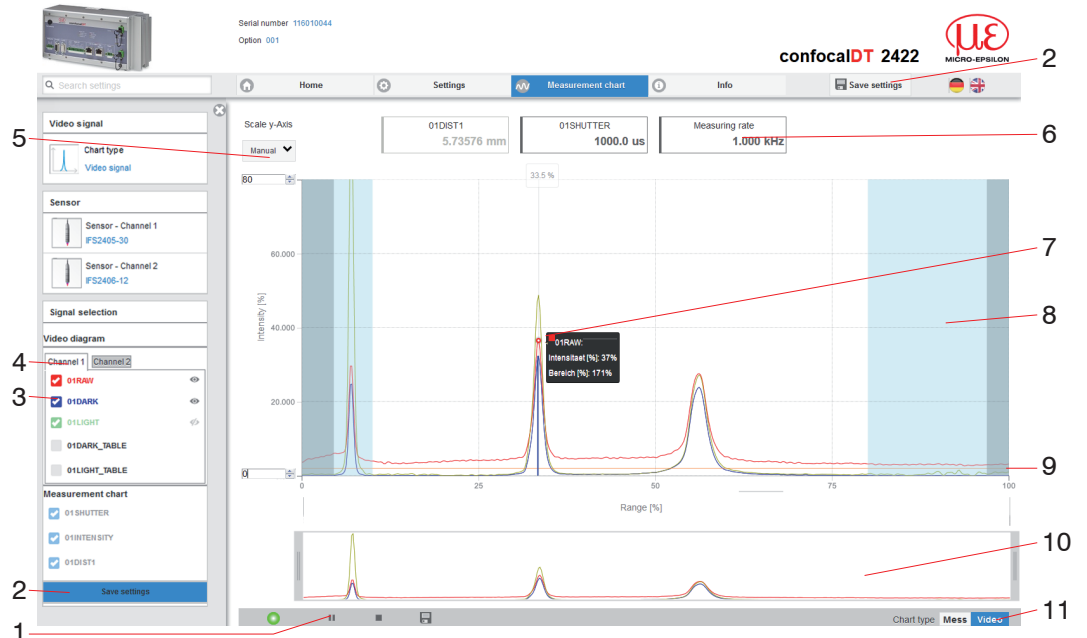 Serial number 116010044
Option 001
confocalDT 2422
με
MICRO-EPSILON
2
Search settings
Home
Settings
Measurement chart
Info
Save settings
5
Video signal
Chart type
Video signal
Sensor
Sensor - Channel 1
IFS2405-30
Sensor - Channel 2
IFS2406-12
Signal selection
Video diagram
4
Channel 1
Channel 2
01RAW
3
01DARK
01LIGHT
01DARK_TABLE
01LIGHT_TABLE
Measurement chart
01SHUTTER
01INTENSITY
01DIST1
2
Save settings
Scale y-Axis
Manual
01DIST1
5.73576 mm
01SHUTTER
1000.0 us
Measuring rate
1.000 kHz
6
33.5 %
80
60.000
40.000
20.000
0
Intensity [%]
7
01RAW:
Intensitaet [%]: 37%
Bereich [%]: 171%
8
9
0
25
50
75
100
Range [%]
10
1
Chart type
Mess
Video
11